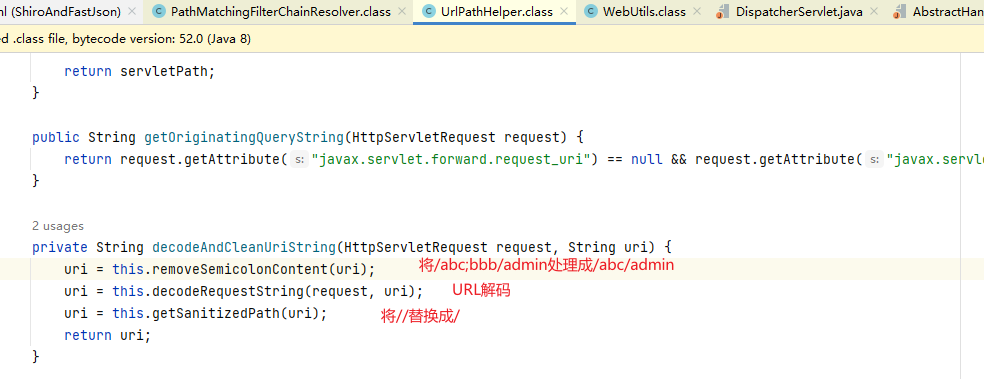 ml (ShiroAndFastJson) PathMatchingFilterChainResolver.class UrlPathHelper.class WebUtils.class DispatcherServlet.java AbstractHan
ed .class file, bytecode version: 52.0 (Java 8)
return servletPath;
}
public String getOriginatingQueryString(HttpServletRequest request) {
return request.getAttribute( s: "javax.servlet.forward.request_uri") == null && request.getAttribute( s: "javax.servle
}
2 usages
private String decodeAndCleanUriString(HttpServletRequest request, String uri) {
uri = this.removeSemicolonContent(uri); 将/abc;bbb/admin处理成/abc/admin
uri = this.decodeRequestString(request, uri); URL解码
uri = this.getSanitizedPath(uri); 将//替换成/
return uri;
}